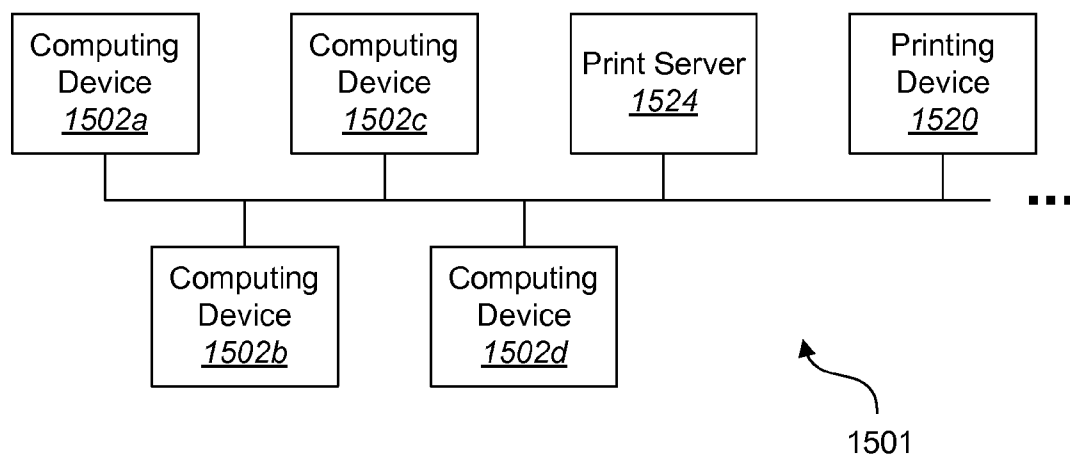 Computing
Device
1502a
Computing
Device
1502c
Print Server
1524
Printing
Device
1520
Computing
Device
1502b
Computing
Device
1502d
1501